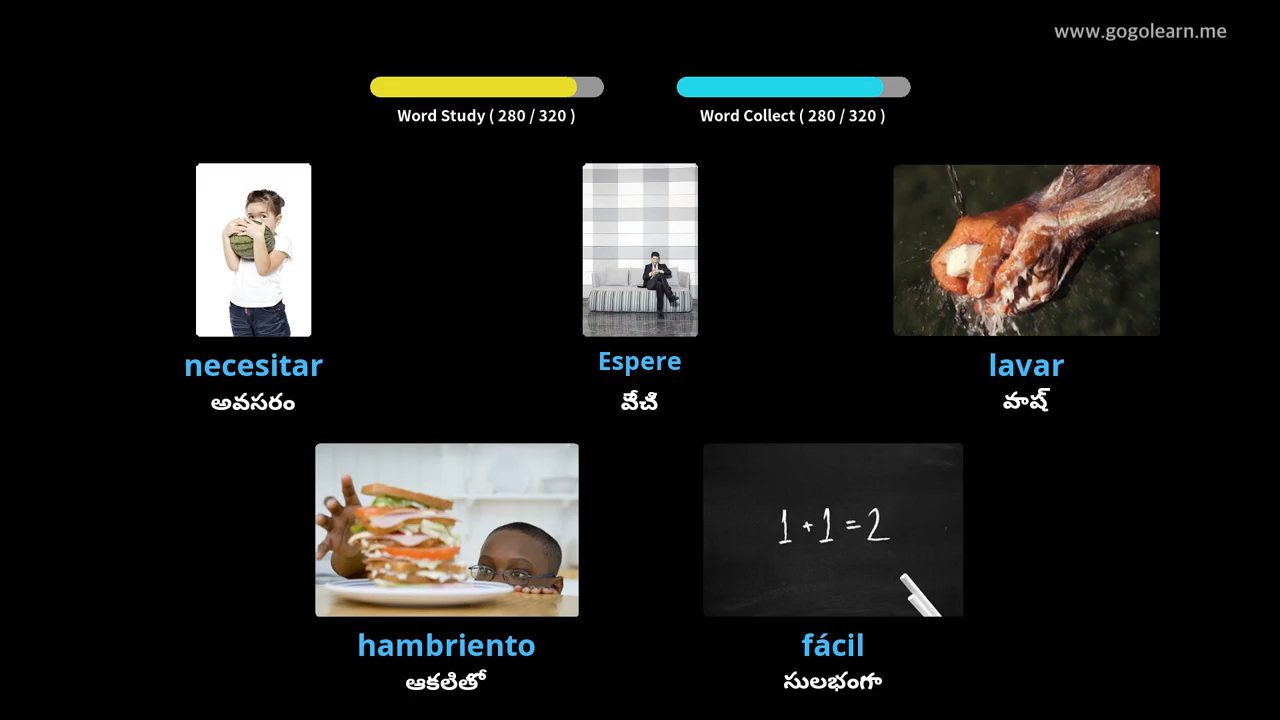 www.gogolearn.me
Word Study ( 280 / 320 )
Word Collect ( 280 / 320 )
necesitar
Espere
lavar
అవసరం
వేచి
వాష్
1 + 1 = 2
hambriento
fácil
ఆకలితో
సులభంగా